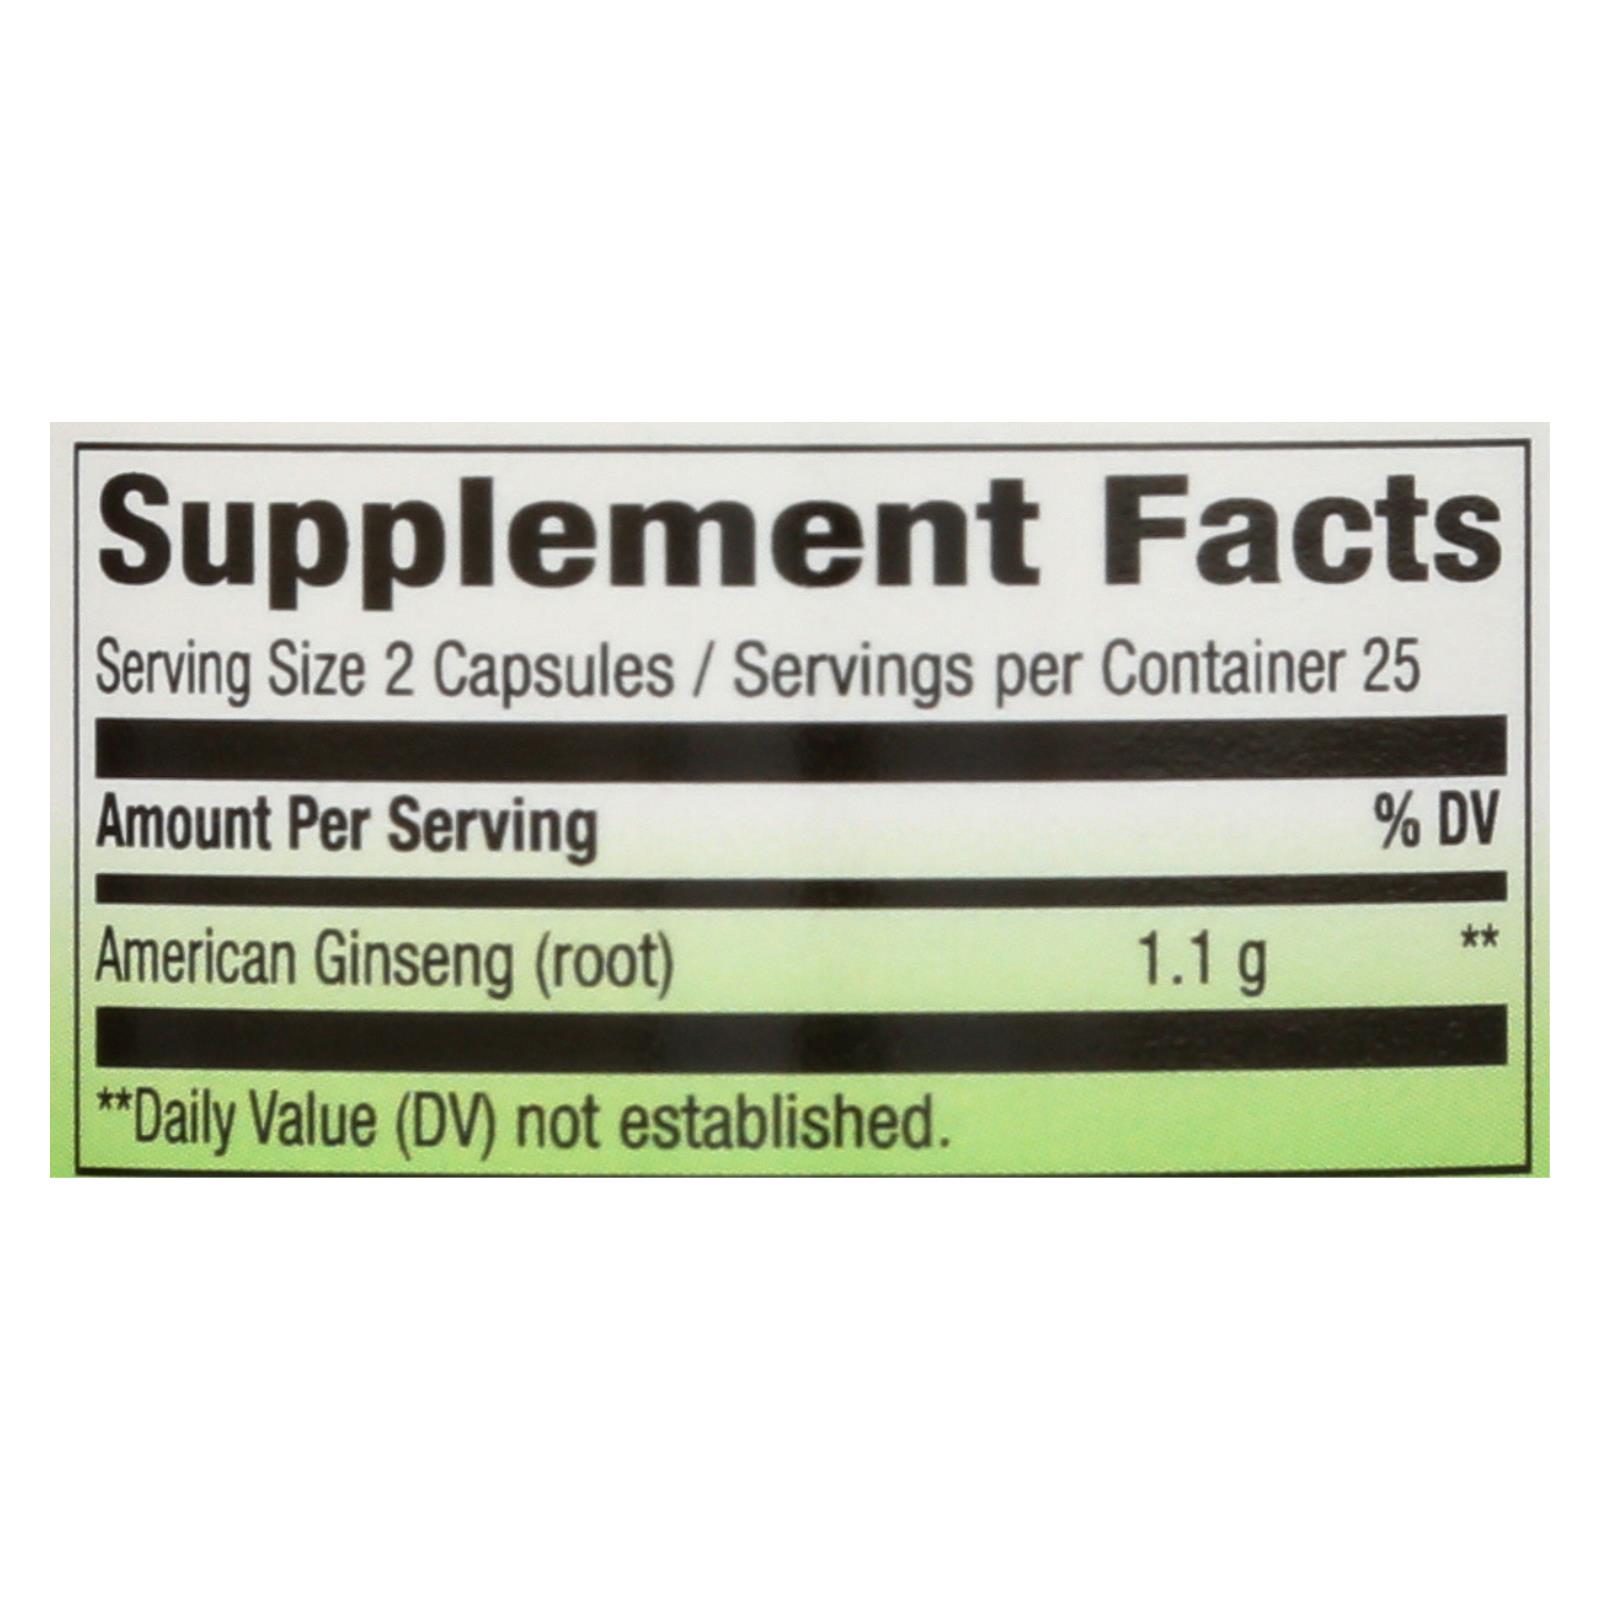 Supplement Facts
Serving Size 2 Capsules / Servings per Container 25
Amount Per Serving % DV
American Ginseng (root) 1.1 g **
**Daily Value (DV) not established.